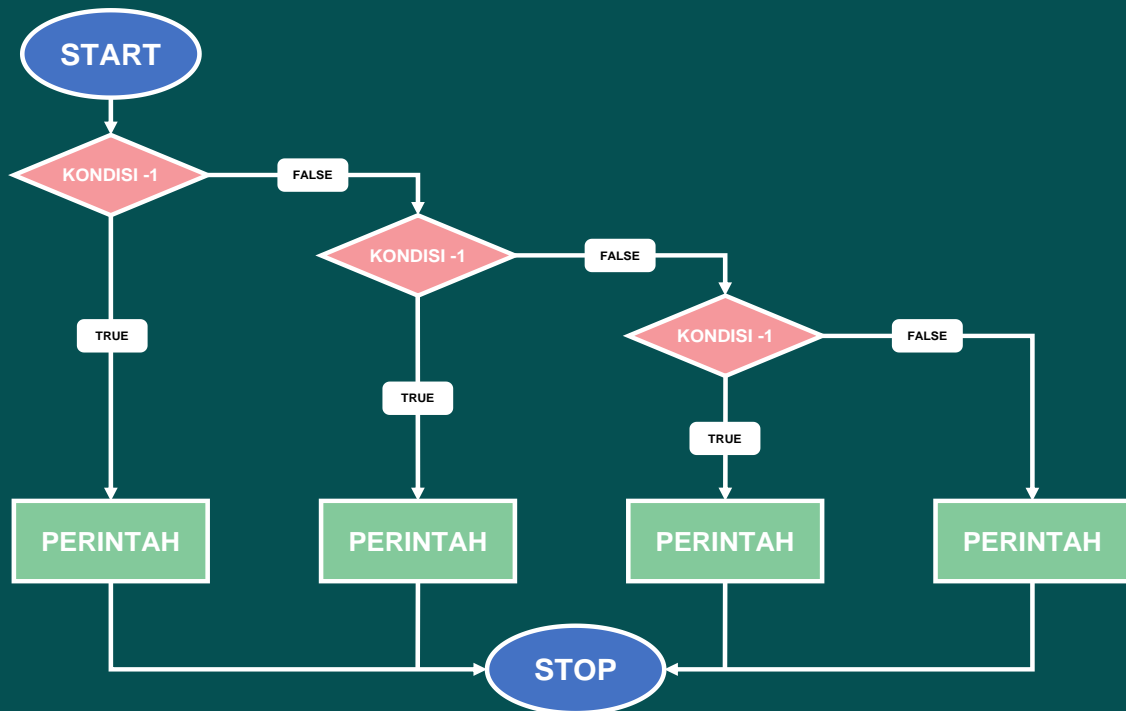 START
KONDISI -1
FALSE
KONDISI -1
FALSE
KONDISI -1
FALSE
TRUE
TRUE
TRUE
PERINTAH
PERINTAH
PERINTAH
PERINTAH
STOP